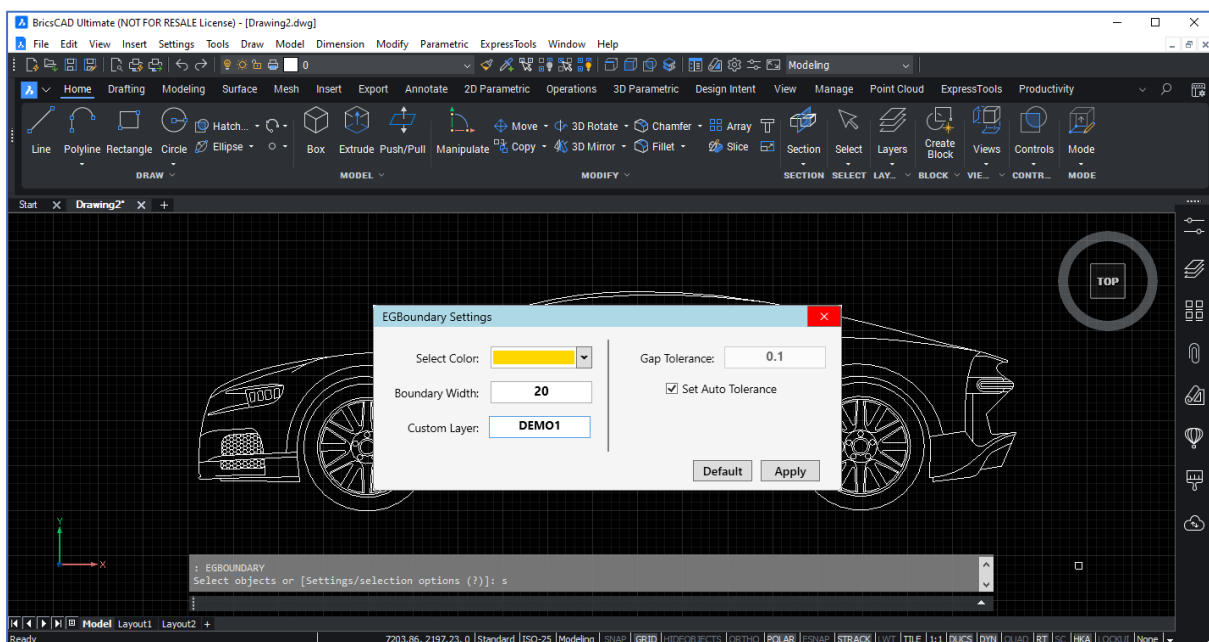 BricsCAD Ultimate (NOT FOR RESALE License) - [Drawing2.dwg]
File Edit View Insert Settings Tools Draw Model Dimension Modify Parametric ExpressTools Window Help
0 Modeling
Home Drafting Modeling Surface Mesh Insert Export Annotate 2D Parametric Operations 3D Parametric Design Intent View Manage Point Cloud ExpressTools Productivity
Hatch... Move 3D Rotate Chamfer Array
Line Polyline Rectangle Circle Ellipse Box Extrude Push/Pull Manipulate Copy 3D Mirror Fillet Slice Section Select Layers Create Block Views Controls Mode
DRAW MODEL MODIFY SECTION SELECT LAY... BLOCK VIE... CONTR... MODE
Start Drawing2* +
TOP
EGBoundary Settings
Select Color: Gap Tolerance: 0.1
Boundary Width: 20 Set Auto Tolerance
Custom Layer: DEMO1
Default Apply
Y
X
: EGBOUNDARY
Select objects or [Settings/selection options (?)]: s
:
Model Layout1 Layout2 +
Ready 7203.86, 2197.23, 0 Standard ISO-25 Modeling SNAP GRID HIDEOBJECTS ORTHO POLAR ESNAP STRACK LWT TILE 1:1 DUCS DYN QUAD RT SC HKA LOCKUI None